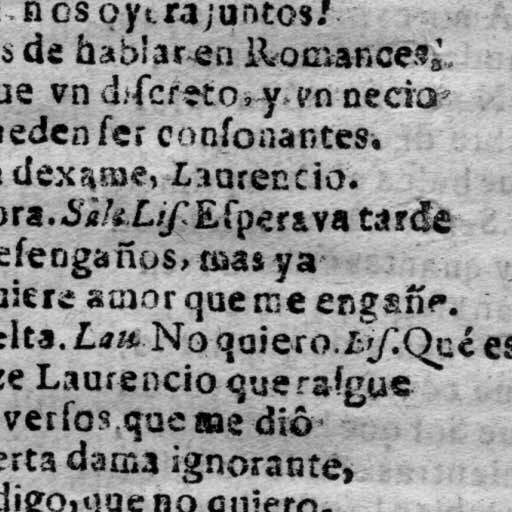 nos oyera juntos!
s de hablar en Romances,
ue vn diſcreto, y vn necio
ueden ſer conſonantes.
dexame, Laurencio.
ora. Sale. Liſ. Eſperava tarde
eſengaños, mas ya
uiere amor que me engañe.
elta. Lau. No quiero. Liſ. Qué es
ze Laurencio que raſgue
verſos, que me diô
erta dama ignorante,
digo, que no quiero.